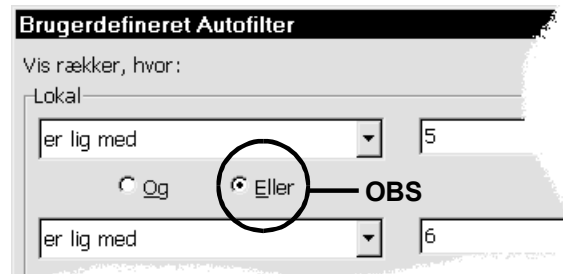 Brugerdefineret Autofilter
Vis rækker, hvor:
Lokal
er lig med 5
Og Eller OBS
er lig med 6